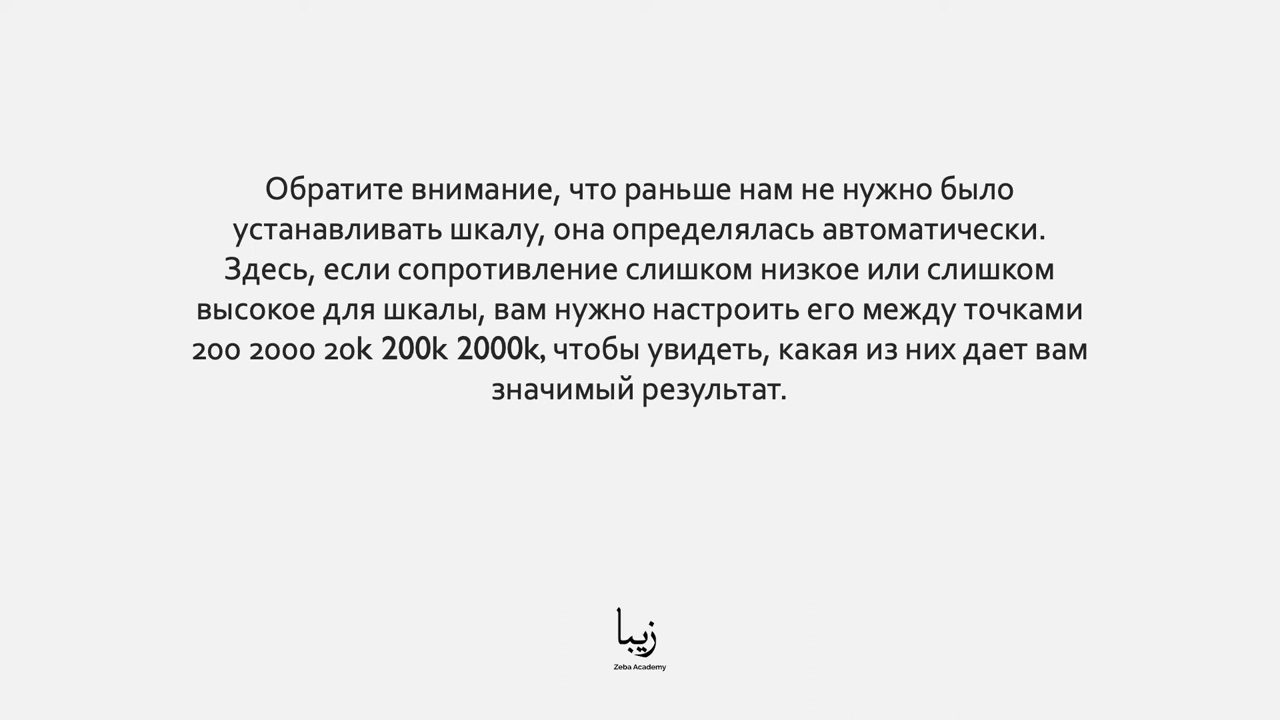 Обратите внимание, что раньше нам не нужно было
устанавливать шкалу, она определялась автоматически.
Здесь, если сопротивление слишком низкое или слишком
высокое для шкалы, вам нужно настроить его между точками
200 2000 20k 200k 2000k, чтобы увидеть, какая из них дает вам
значимый результат.
زیبا
Zeba Academy